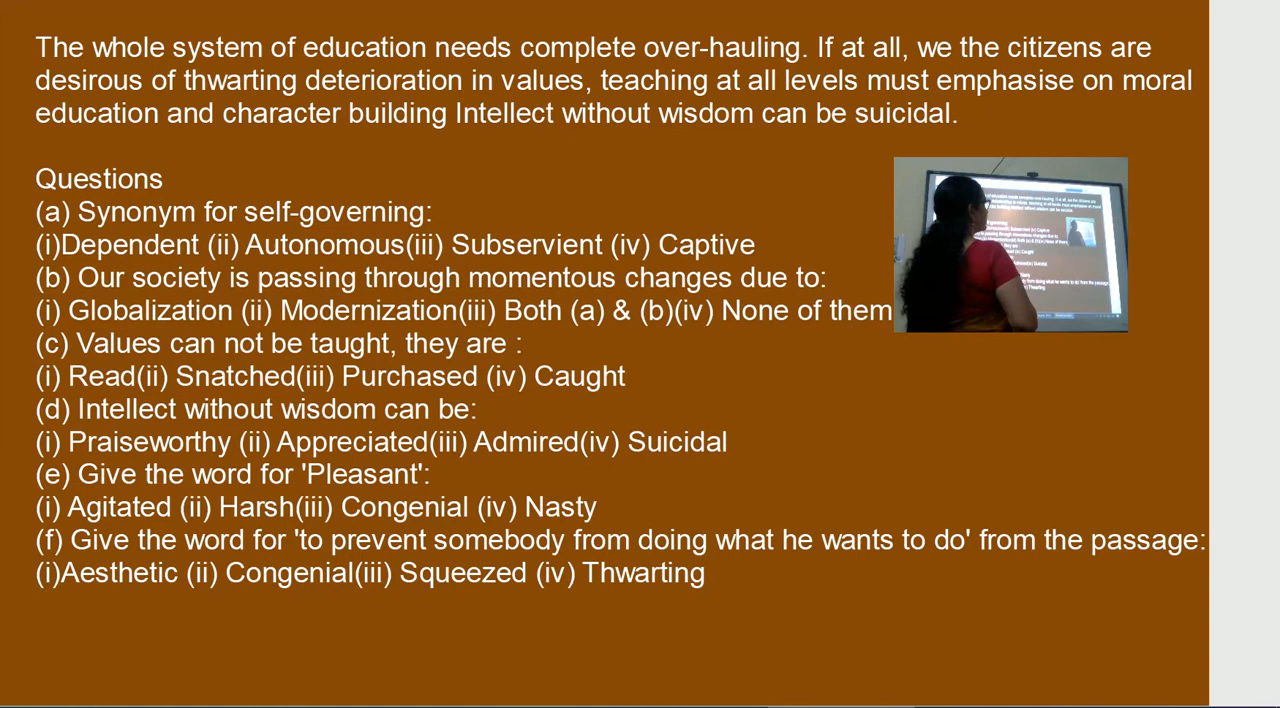 The whole system of education needs complete over-hauling. If at all, we the citizens are
desirous of thwarting deterioration in values, teaching at all levels must emphasise on moral
education and character building Intellect without wisdom can be suicidal.
Questions
(a) Synonym for self-governing:
(i)Dependent (ii) Autonomous(iii) Subservient (iv) Captive
(b) Our society is passing through momentous changes due to:
(i) Globalization (ii) Modernization(iii) Both (a) & (b)(iv) None of them
(c) Values can not be taught, they are :
(i) Read(ii) Snatched(iii) Purchased (iv) Caught
(d) Intellect without wisdom can be:
(i) Praiseworthy (ii) Appreciated(iii) Admired(iv) Suicidal
(e) Give the word for 'Pleasant':
(i) Agitated (ii) Harsh(iii) Congenial (iv) Nasty
(f) Give the word for 'to prevent somebody from doing what he wants to do' from the passage:
(i)Aesthetic (ii) Congenial(iii) Squeezed (iv) Thwarting